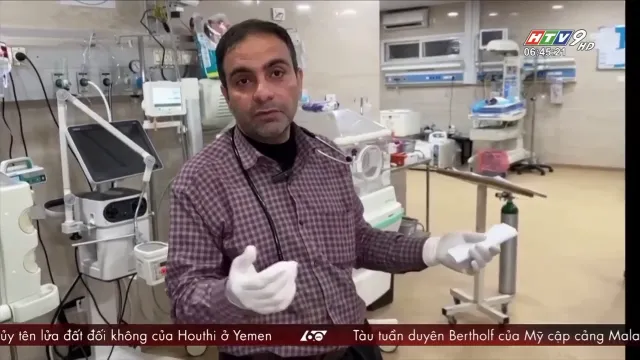 HTV9 HD
06:45:21
ủy tên lửa đất đối không của Houthi ở Yemen 60 Tàu tuần duyên Bertholf của Mỹ cập cảng Mala